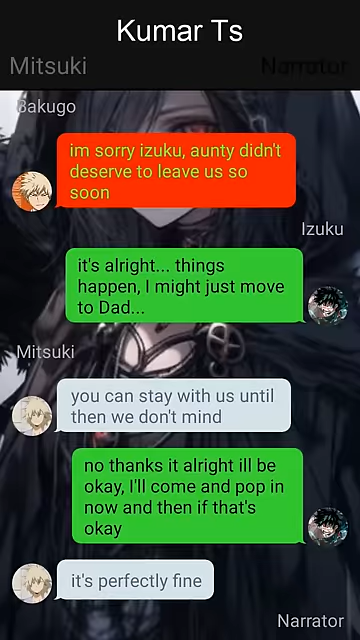 Kumar Ts
Mitsuki
Narrator
Bakugo
im sorry izuku, aunty didn't
deserve to leave us so
soon
Izuku
it's alright... things
happen, I might just move
to Dad...
Mitsuki
you can stay with us until
then we don't mind
no thanks it alright ill be
okay, I'll come and pop in
now and then if that's
okay
it's perfectly fine
Narrator